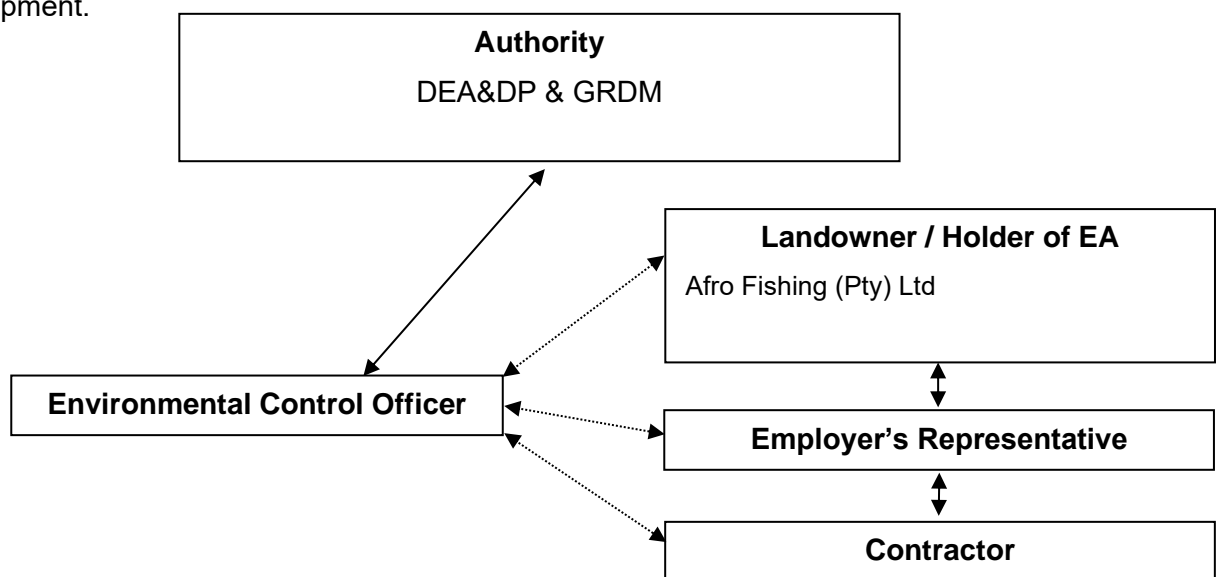 pment.
Authority
DEA&DP & GRDM
Landowner / Holder of EA
Afro Fishing (Pty) Ltd
Environmental Control Officer
Employer's Representative
Contractor